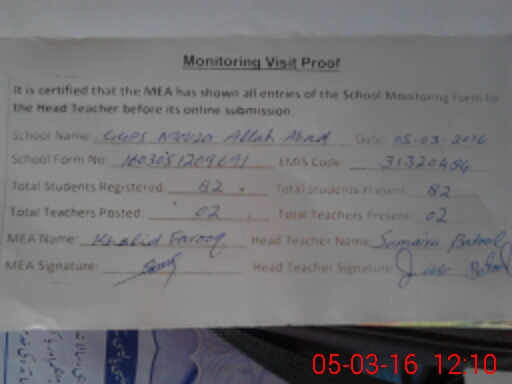 Monitoring Visit Proof
It is certified that the MEA has shown all entries of the School Monitoring Form to
the Head Teacher before its online submission.
School Name: GGPS Mouza Allah Abad Date: 05-03-2016
School Form No: EMIS Code: 31320484
Total Students Registered: 82 Total Students Present: 82
Total Teachers Posted: 02 Total Teachers Present: 02
MEA Name: Khalid Farooq Head Teacher Name: Sumaira Batool
MEA Signature: Head Teacher Signature:
05-03-16 12:10